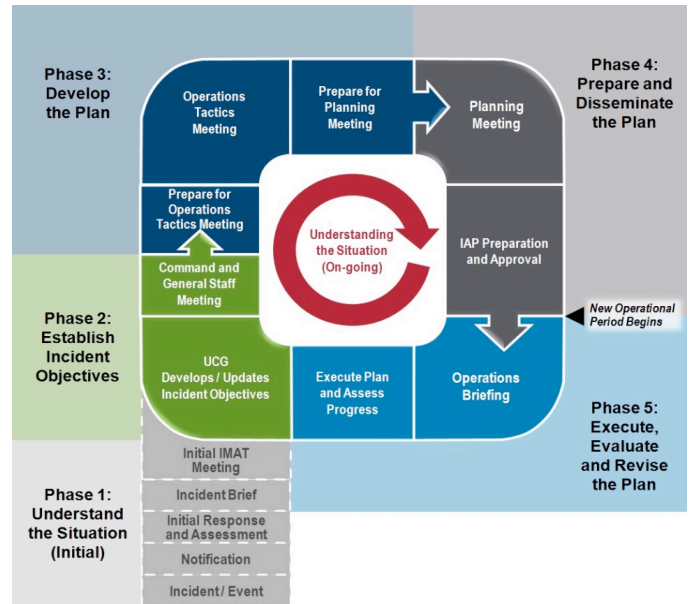 Phase 3:
Develop
the Plan
Operations
Tactics
Meeting
Prepare for
Planning
Meeting
Planning
Meeting
Phase 4:
Prepare and
Disseminate
the Plan
Prepare for
Operations
Tactics Meeting
Understanding
the Situation
(On-going)
IAP Preparation
and Approval
Command and
General Staff
Meeting
New Operational
Period Begins
Phase 2:
Establish
Incident
Objectives
UCG
Develops / Updates
Incident Objectives
Execute Plan
and Assess
Progress
Operations
Briefing
Phase 5:
Execute,
Evaluate
and Revise
the Plan
Phase 1:
Understand
the Situation
(Initial)
Initial IMAT
Meeting
Incident Brief
Initial Response
and Assessment
Notification
Incident / Event